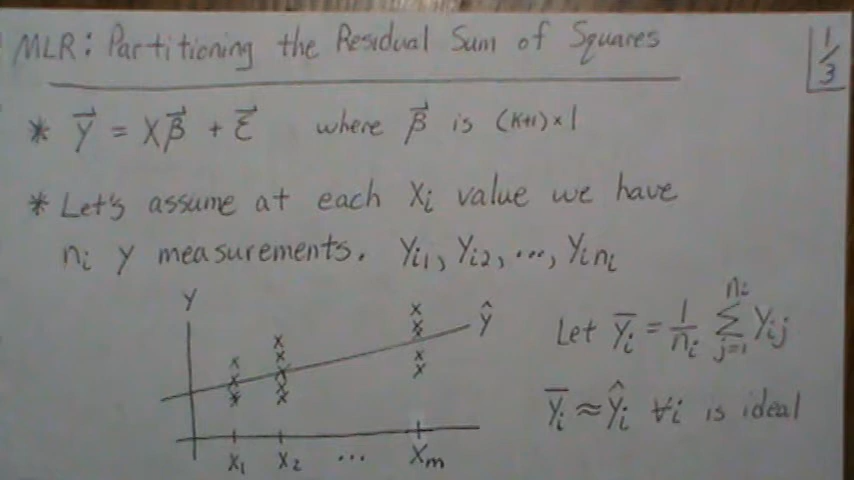 MLR: Partitioning the Residual Sum of Squares
1/3
* Y⃗ = Xβ⃗ + ε⃗ where β⃗ is (K+1)×1
* Let's assume at each Xi value we have
ni y measurements. Yi1, Yi2, ..., Yini
Y
Ŷ
X1 X2 ... Xm
Let Y̅i = 1/ni Σ_{j=1}^{ni} Yij
Y̅i ≈ Ŷi ∀i is ideal